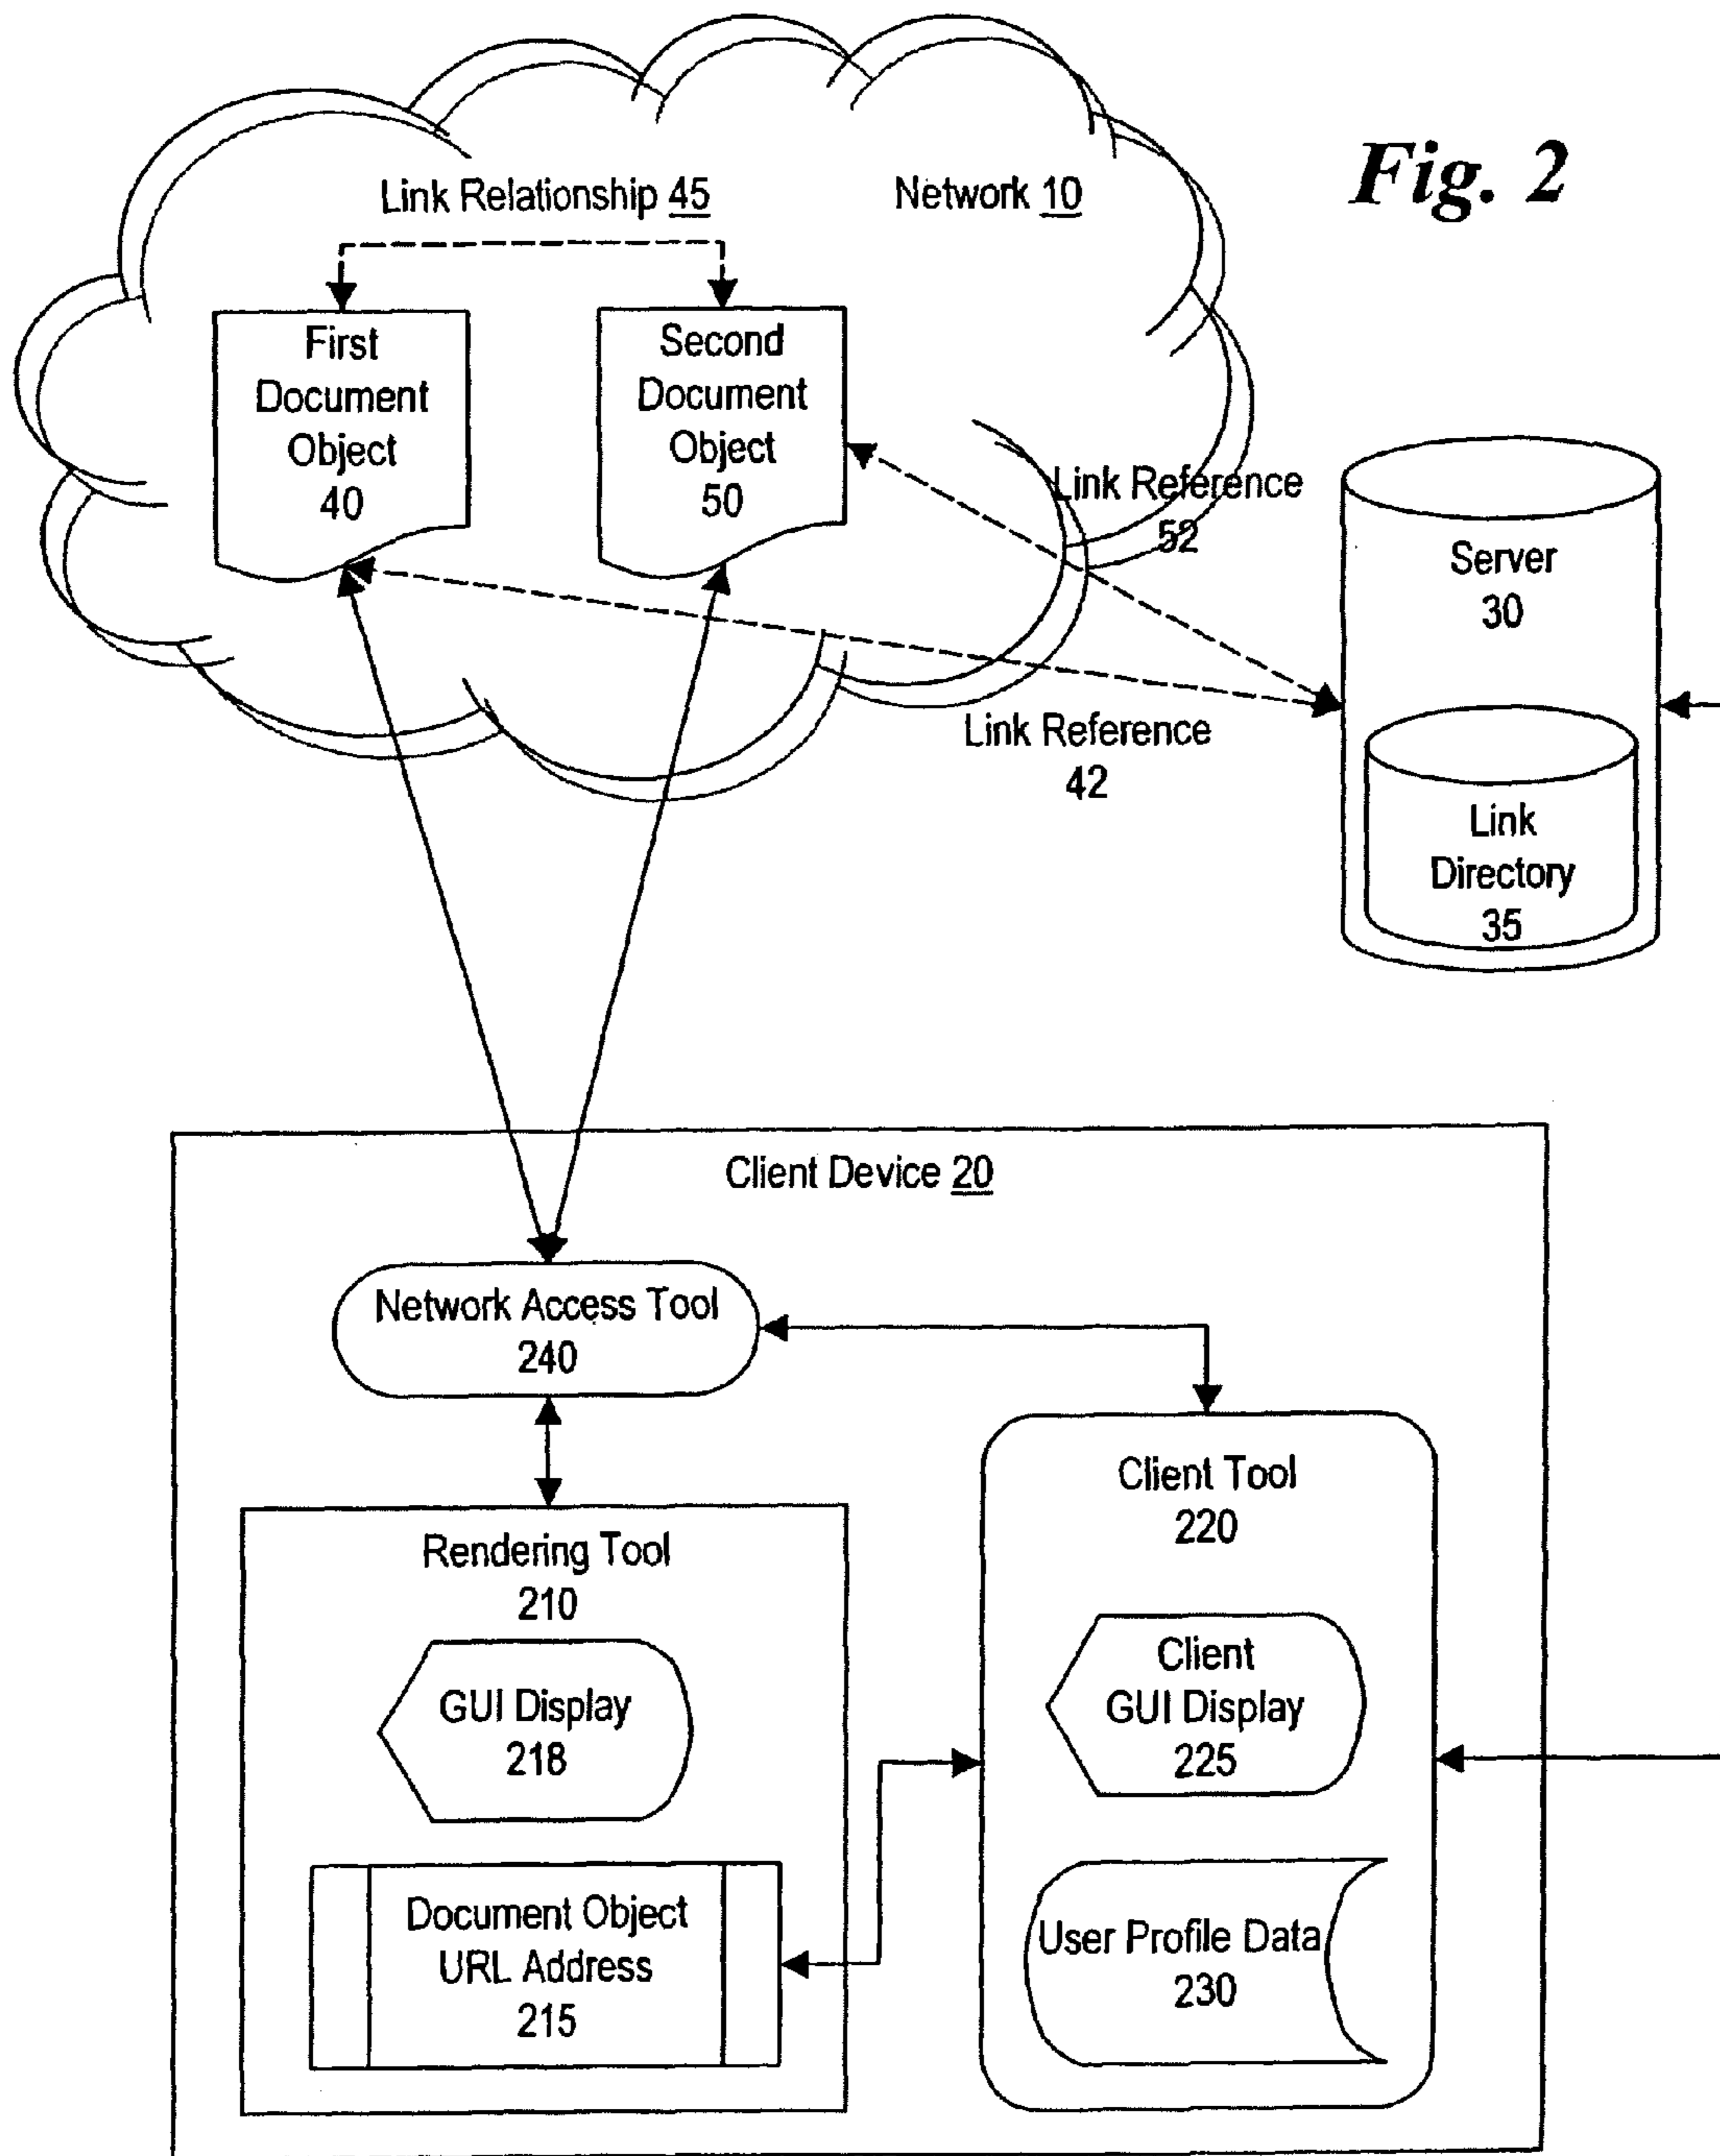 Fig. 2
Link Relationship 45
Network 10
First
Document
Object
40
Second
Document
Object
50
Link Reference
52
Link Reference
42
Server
30
Link
Directory
35
Client Device 20
Network Access Tool
240
Rendering Tool
210
GUI Display
218
Document Object
URL Address
215
Client Tool
220
Client
GUI Display
225
User Profile Data
230